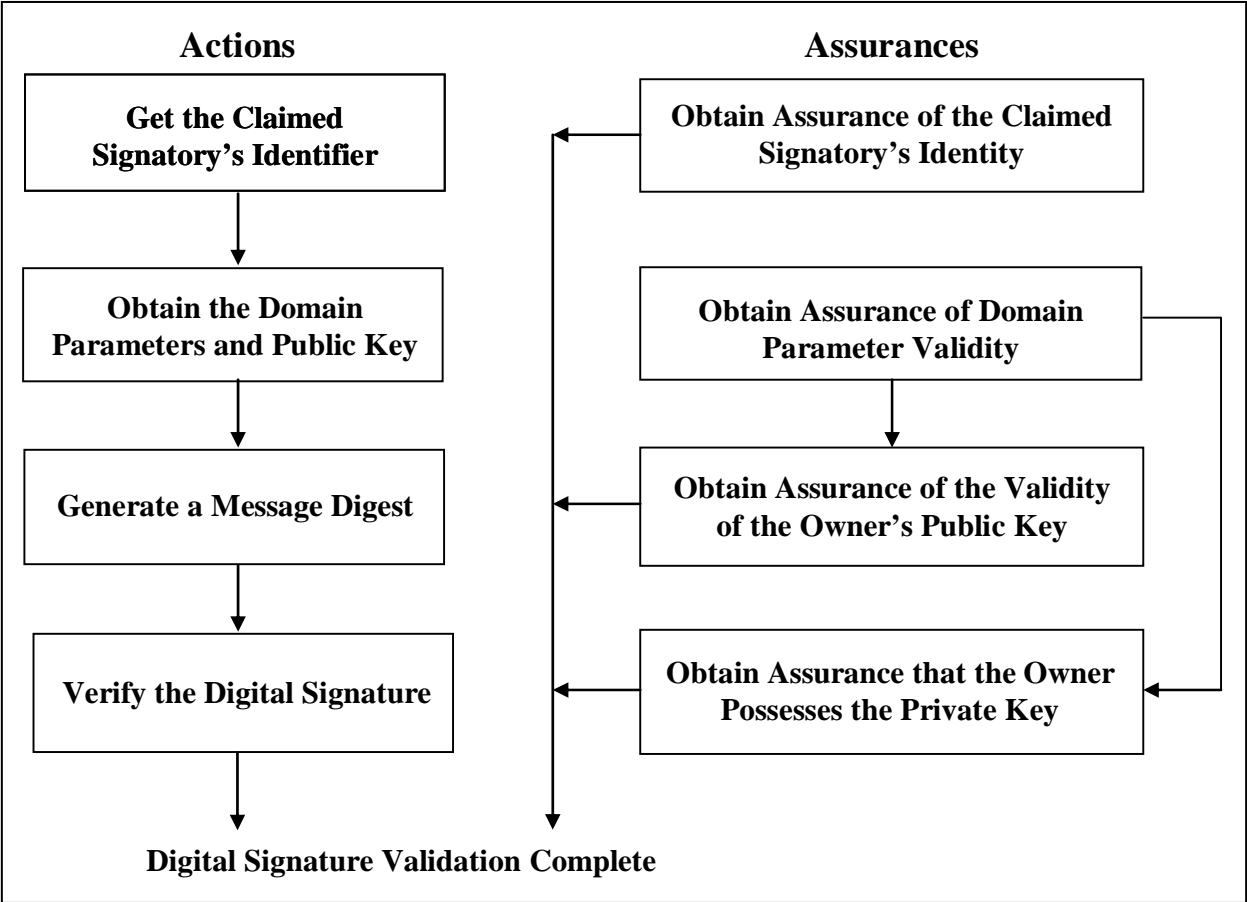 Actions
Get the Claimed
Signatory’s Identifier
Obtain the Domain
Parameters and Public Key
Generate a Message Digest
Verify the Digital Signature
Assurances
Obtain Assurance of the Claimed
Signatory’s Identity
Obtain Assurance of Domain
Parameter Validity
Obtain Assurance of the Validity
of the Owner’s Public Key
Obtain Assurance that the Owner
Possesses the Private Key
Digital Signature Validation Complete